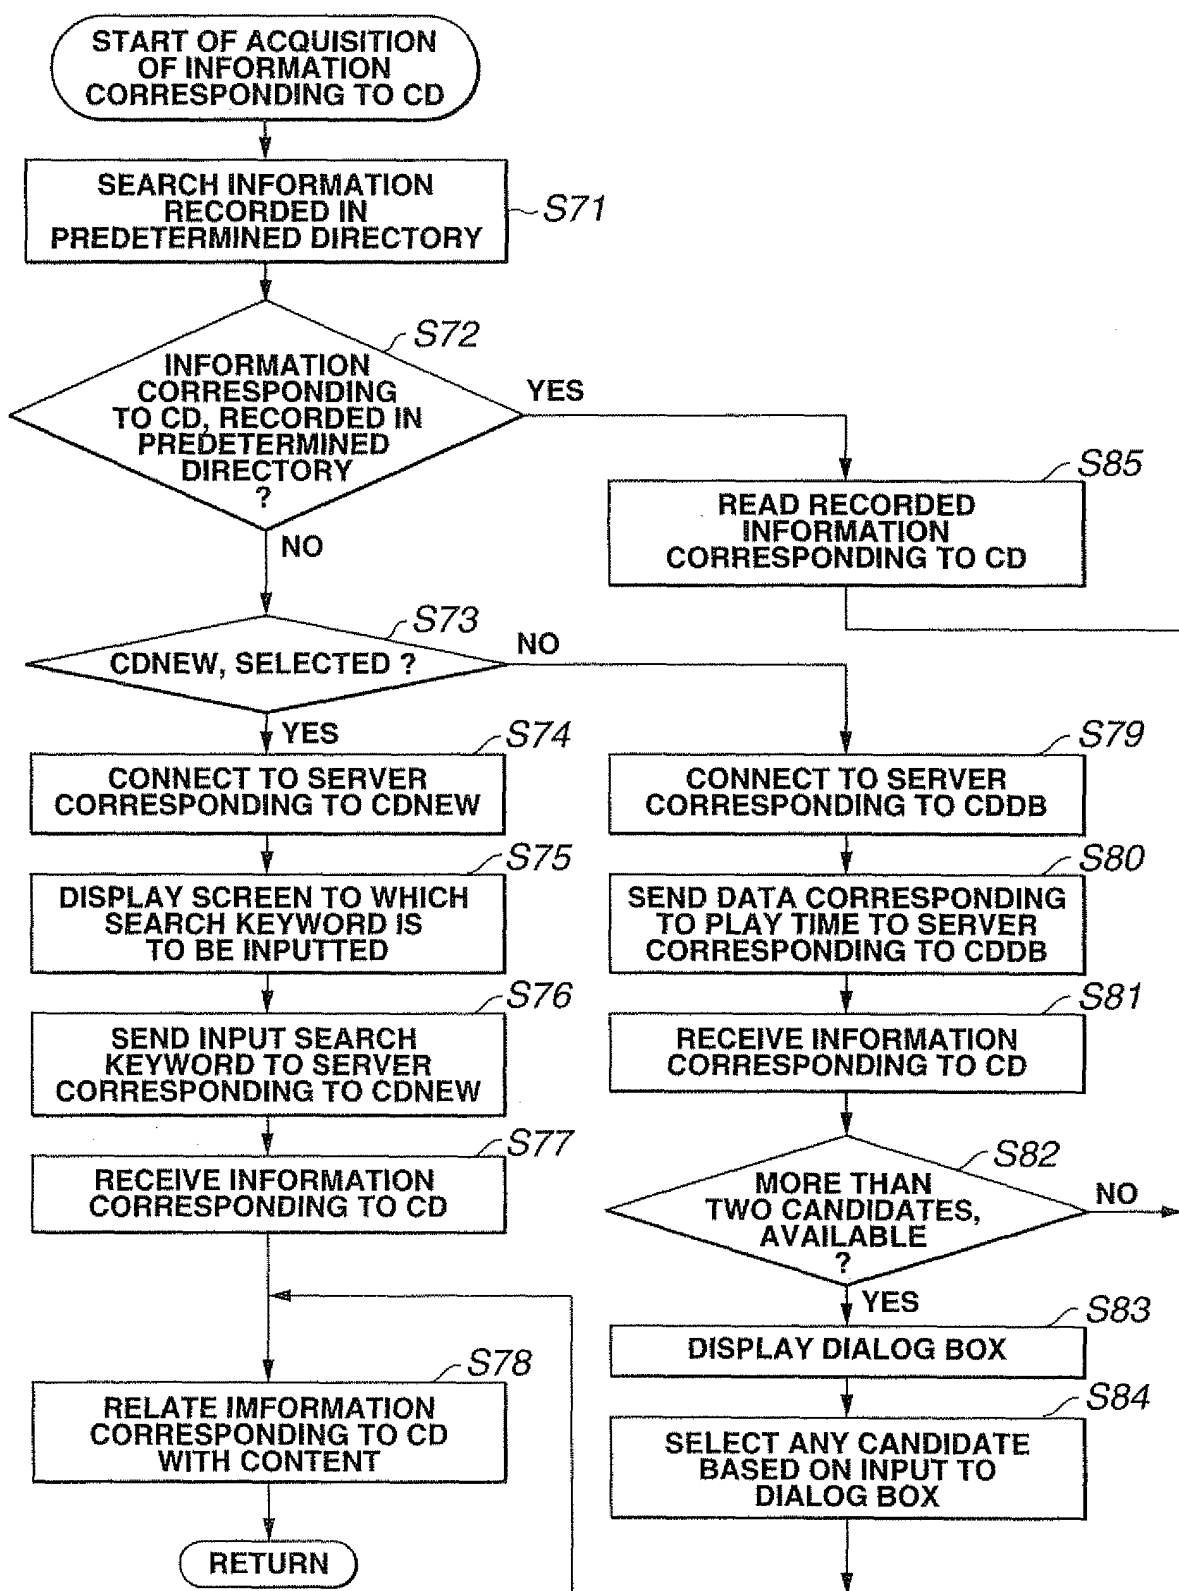 START OF ACQUISITION
OF INFORMATION
CORRESPONDING TO CD
SEARCH INFORMATION
RECORDED IN
PREDETERMINED DIRECTORY
S71
S72
INFORMATION
CORRESPONDING
TO CD, RECORDED IN
PREDETERMINED
DIRECTORY
?
YES
NO
S85
READ RECORDED
INFORMATION
CORRESPONDING TO CD
S73
CDNEW, SELECTED ?
NO
YES
S74
CONNECT TO SERVER
CORRESPONDING TO CDNEW
S75
DISPLAY SCREEN TO WHICH
SEARCH KEYWORD IS
TO BE INPUTTED
S76
SEND INPUT SEARCH
KEYWORD TO SERVER
CORRESPONDING TO CDNEW
S77
RECEIVE INFORMATION
CORRESPONDING TO CD
S78
RELATE IMFORMATION
CORRESPONDING TO CD
WITH CONTENT
RETURN
S79
CONNECT TO SERVER
CORRESPONDING TO CDDB
S80
SEND DATA CORRESPONDING
TO PLAY TIME TO SERVER
CORRESPONDING TO CDDB
S81
RECEIVE INFORMATION
CORRESPONDING TO CD
S82
MORE THAN
TWO CANDIDATES,
AVAILABLE
?
NO
YES
S83
DISPLAY DIALOG BOX
S84
SELECT ANY CANDIDATE
BASED ON INPUT TO
DIALOG BOX